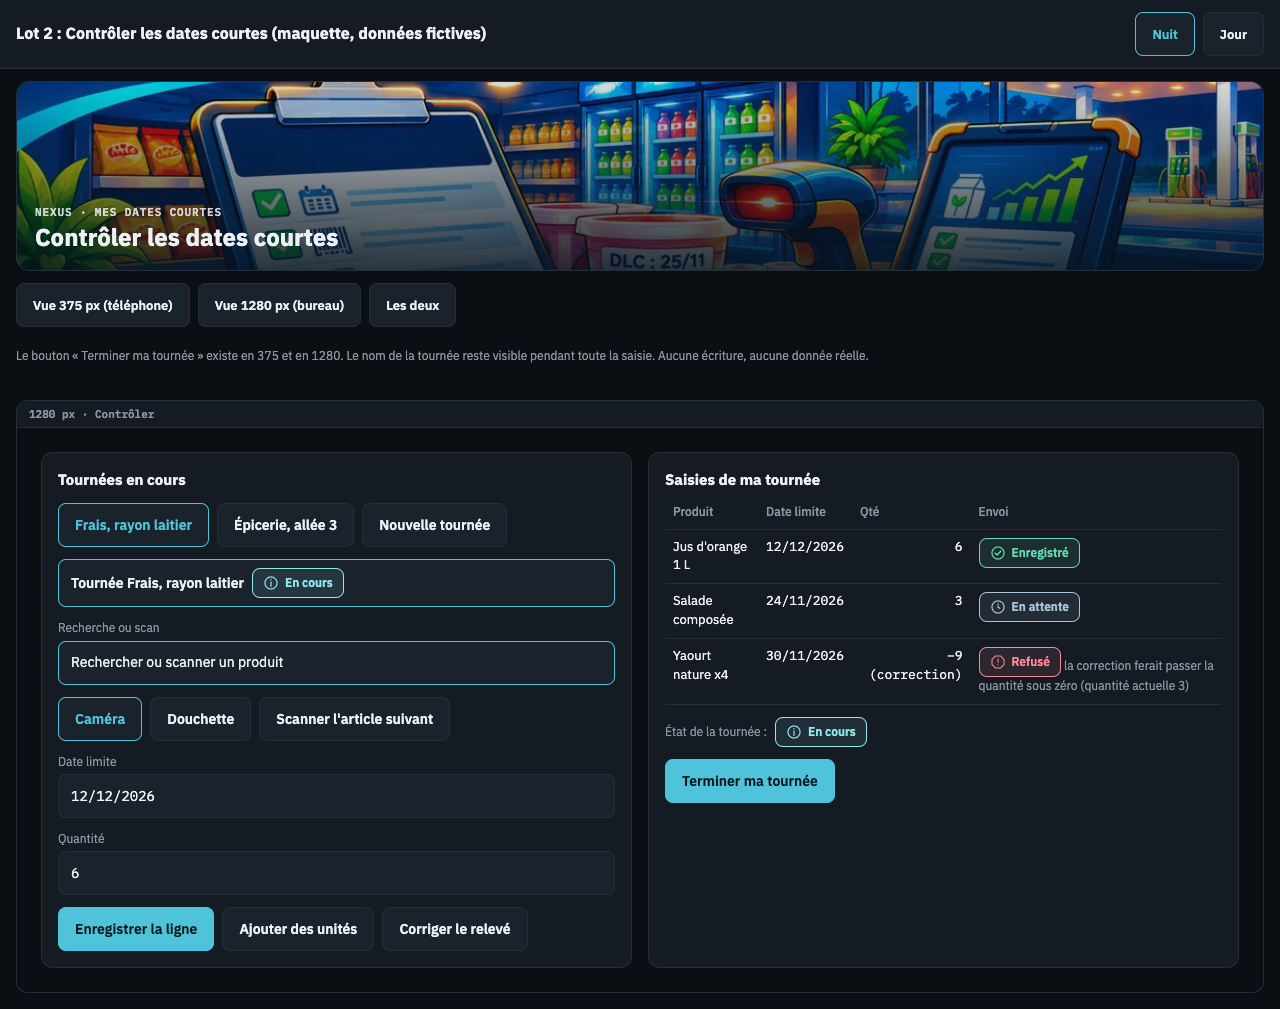 Lot 2 : Contrôler les dates courtes (maquette, données fictives)
Nuit
Jour
NEXUS · MES DATES COURTES
Contrôler les dates courtes
DLC : 25/11
Vue 375 px (téléphone)
Vue 1280 px (bureau)
Les deux
Le bouton « Terminer ma tournée » existe en 375 et en 1280. Le nom de la tournée reste visible pendant toute la saisie. Aucune écriture, aucune donnée réelle.
1280 px · Contrôler
Tournées en cours
Frais, rayon laitier
Épicerie, allée 3
Nouvelle tournée
Tournée Frais, rayon laitier
En cours
Recherche ou scan
Rechercher ou scanner un produit
Caméra
Douchette
Scanner l'article suivant
Date limite
12/12/2026
Quantité
6
Enregistrer la ligne
Ajouter des unités
Corriger le relevé
Saisies de ma tournée
Produit Date limite Qté Envoi
Jus d'orange 12/12/2026 6 Enregistré
1 L
Salade 24/11/2026 3 En attente
composée
Yaourt 30/11/2026 −9 Refusé la correction ferait passer la
nature x4 (correction) quantité sous zéro (quantité actuelle 3)
État de la tournée : En cours
Terminer ma tournée